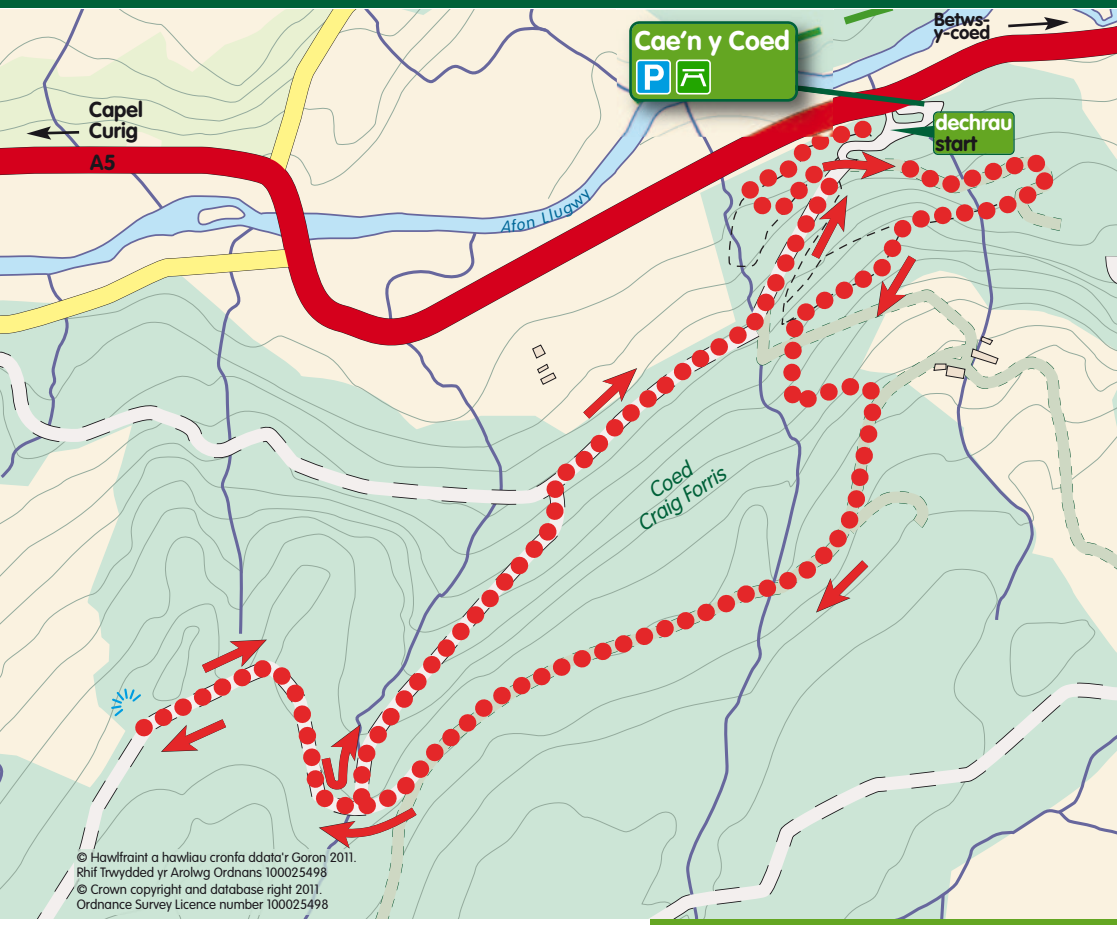 Betws-
y-coed
Cae'n y Coed
P
Capel
Curig
A5
dechrau
start
Afon Llugwy
Coed
Craig Forris
© Hawlfraint a hawliau cronfa ddata'r Goron 2011.
Rhif Trwydded yr Arolwg Ordnans 100025498
© Crown copyright and database right 2011.
Ordnance Survey Licence number 100025498